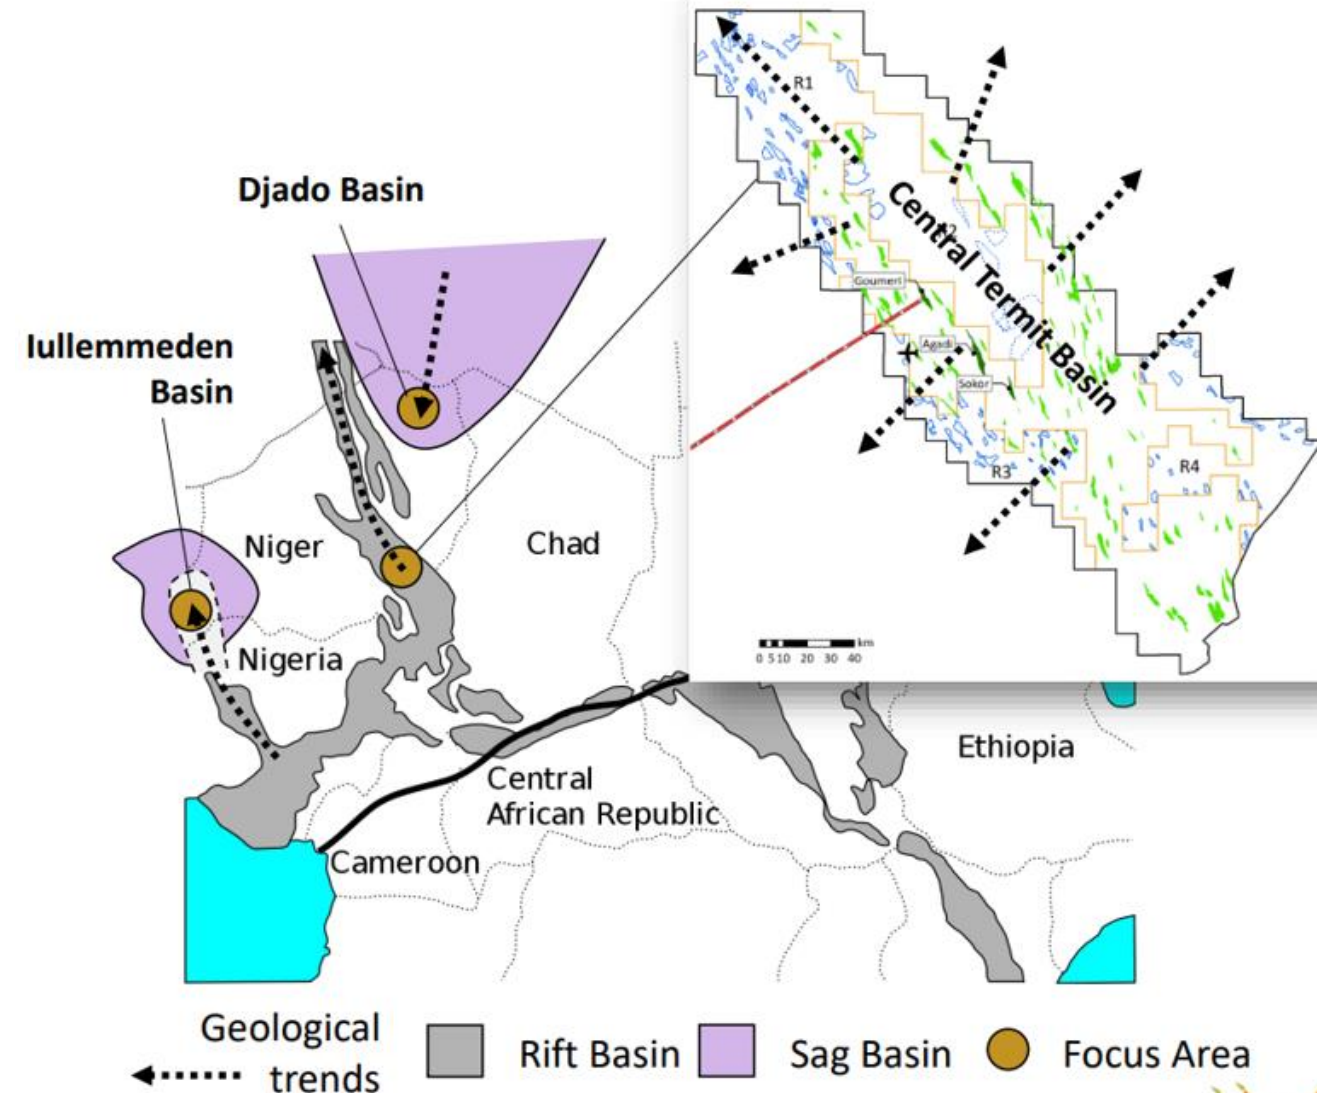 Djado Basin
Iullemmeden
Basin
Niger
Chad
Nigeria
Ethiopia
Central
African Republic
Cameroon
R1
Central Termit Basin
Goumeri
Agadi
Sokor
R3
R4
km
0 5 10 20 30 40
Geological
trends
Rift Basin
Sag Basin
Focus Area